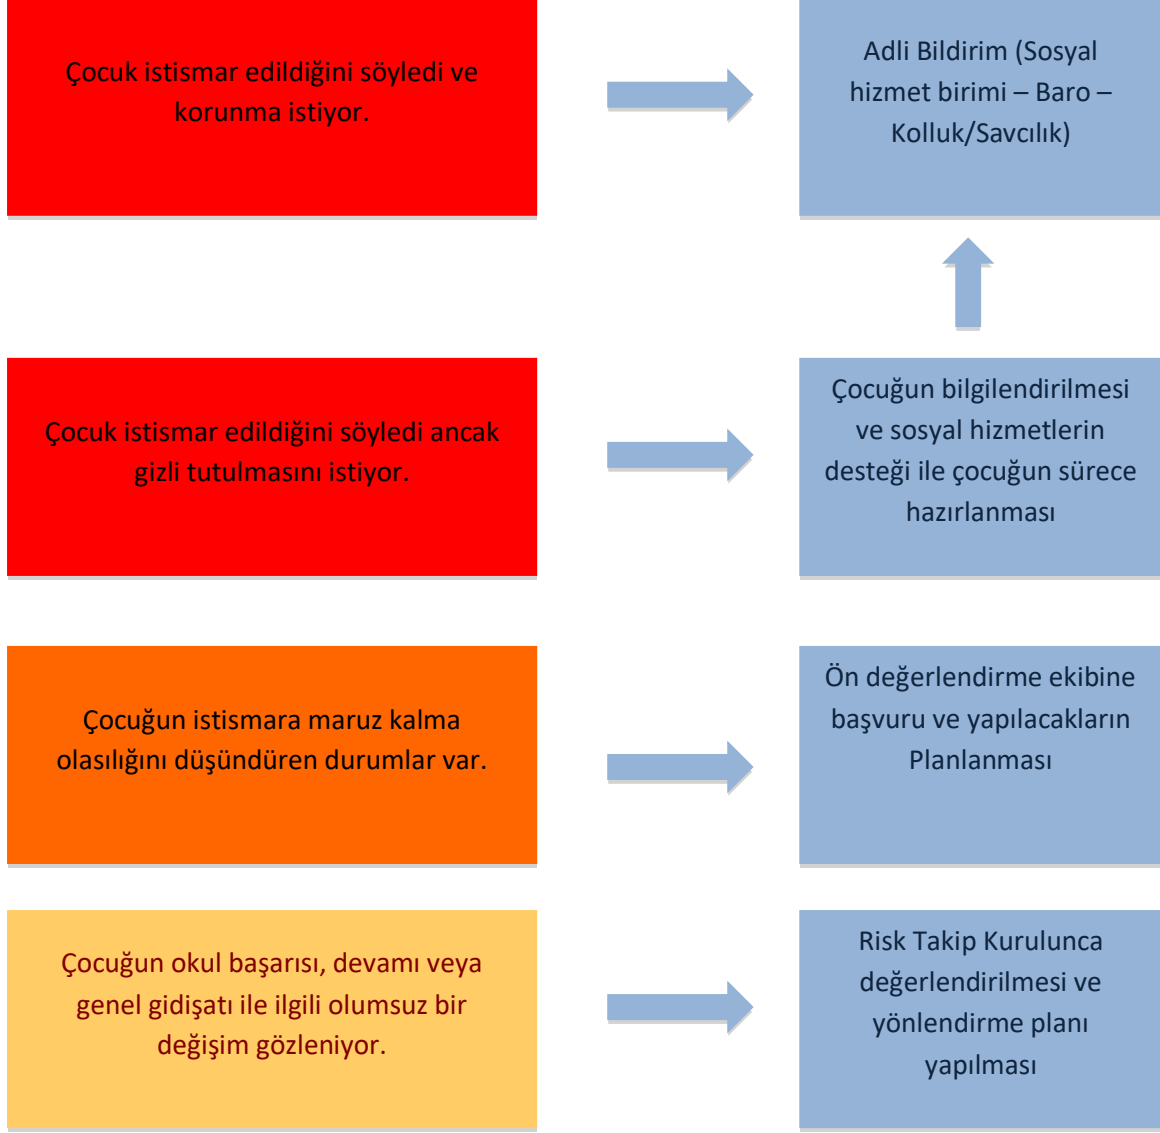 Çocuk istismar edildiğini söyledi ve
korunma istiyor.
Adli Bildirim (Sosyal
hizmet birimi – Baro –
Kolluk/Savcılık)
Çocuk istismar edildiğini söyledi ancak
gizli tutulmasını istiyor.
Çocuğun bilgilendirilmesi
ve sosyal hizmetlerin
desteği ile çocuğun sürece
hazırlanması
Çocuğun istismara maruz kalma
olasılığını düşündüren durumlar var.
Ön değerlendirme ekibine
başvuru ve yapılacakların
Planlanması
Çocuğun okul başarısı, devamı veya
genel gidişatı ile ilgili olumsuz bir
değişim gözleniyor.
Risk Takip Kurulunca
değerlendirilmesi ve
yönlendirme planı
yapılması